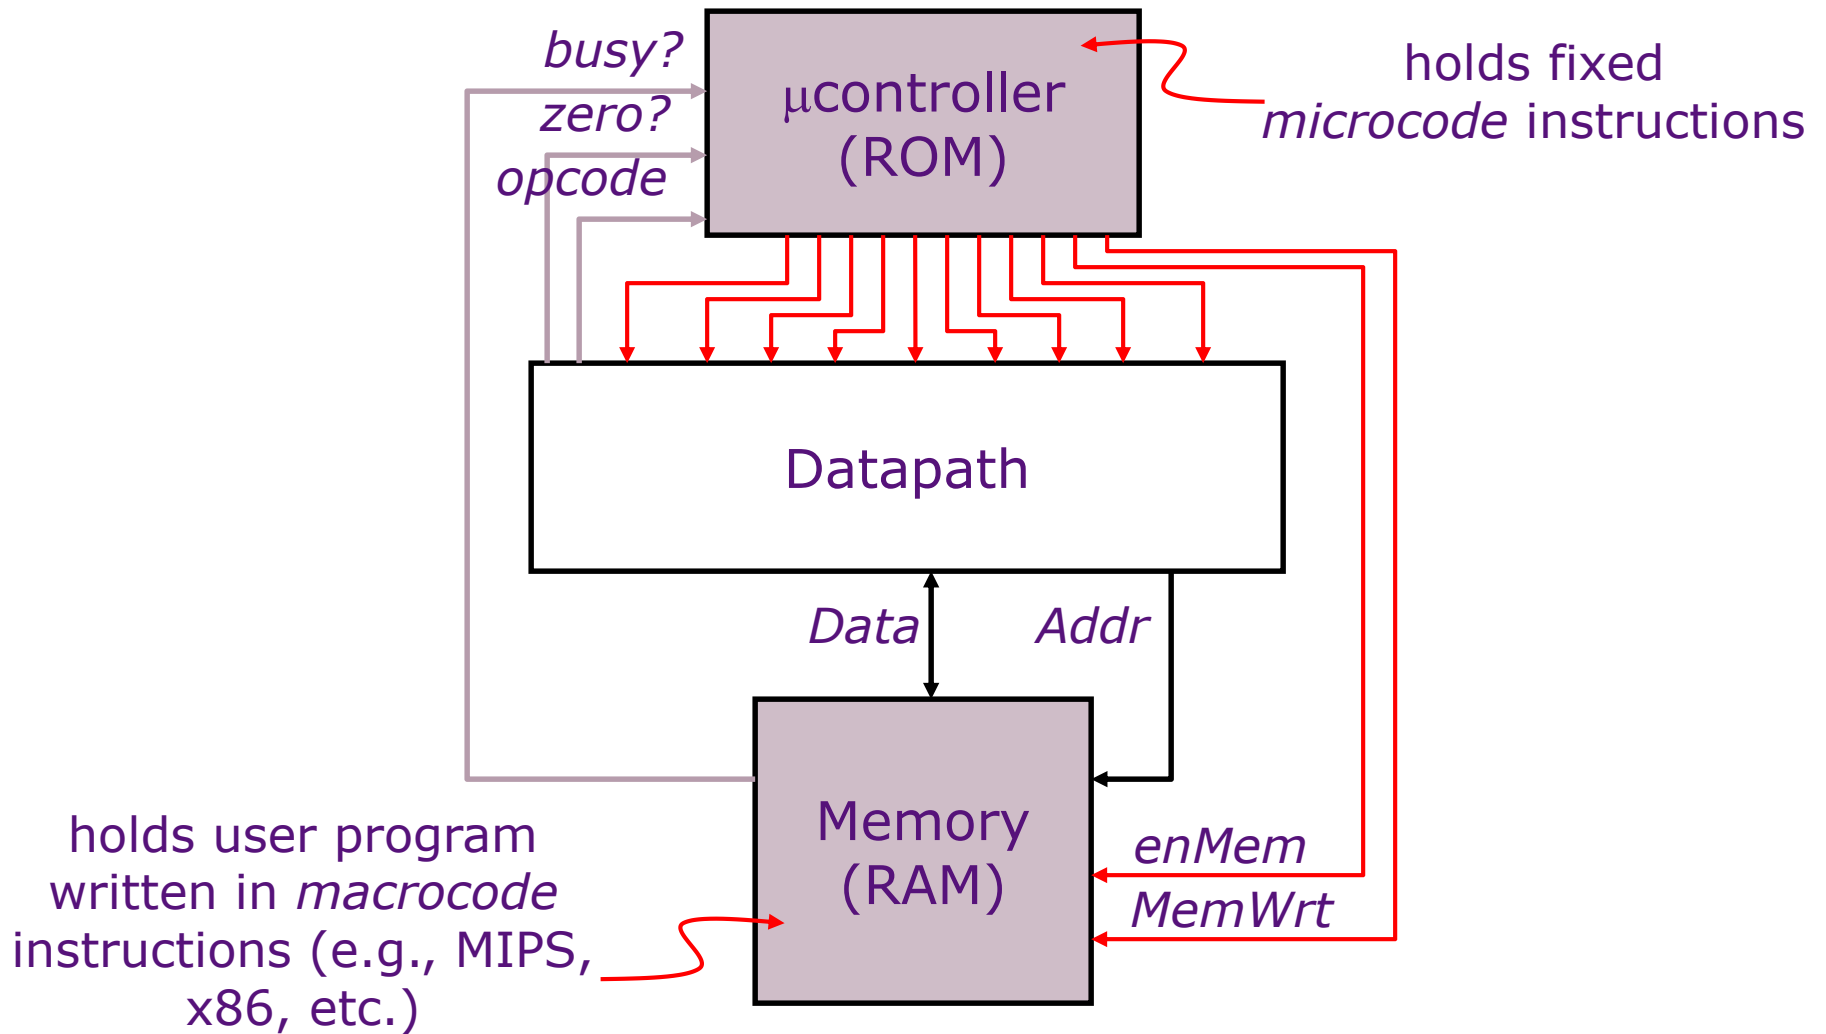 busy?
zero?
opcode
μcontroller
(ROM)
holds fixed
microcode instructions
Datapath
Data
Addr
Memory
(RAM)
enMem
MemWrt
holds user program
written in macrocode
instructions (e.g., MIPS,
x86, etc.)